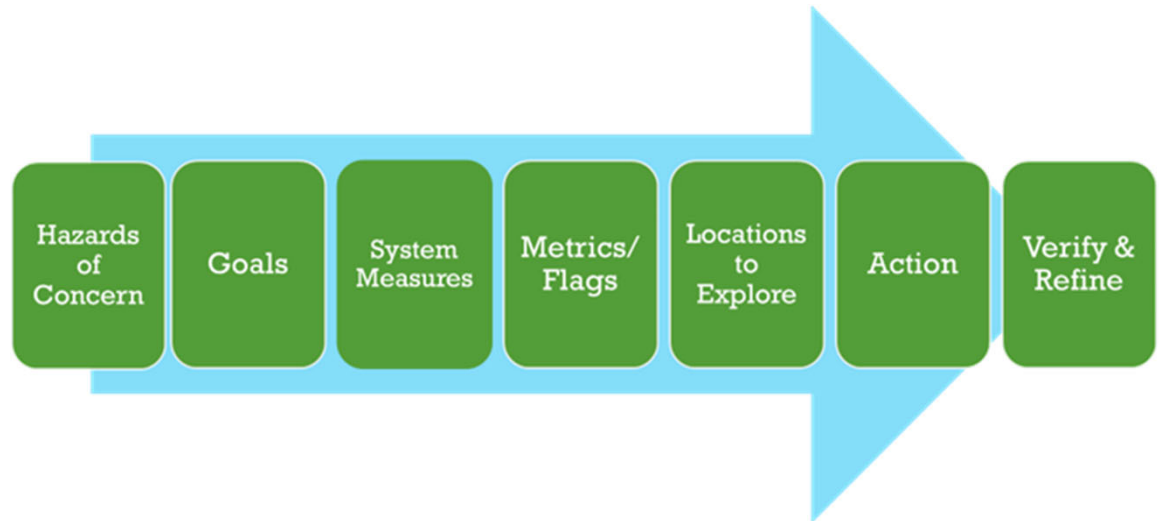 Hazards
of
Concern
Goals
System
Measures
Metrics/
Flags
Locations
to
Explore
Action
Verify &
Refine